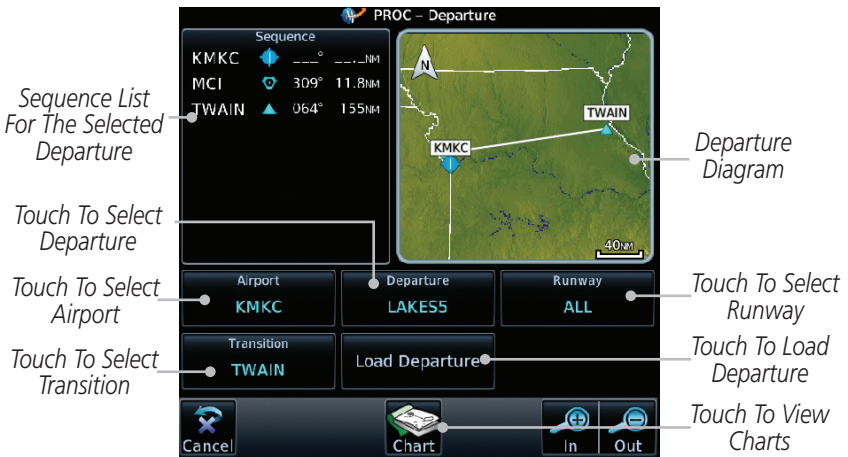 PROC – Departure
Sequence
KMKC ___° __._NM
MCI 309° 11.8NM
TWAIN 064° 155NM
N
TWAIN
KMKC
40NM
Sequence List
For The Selected
Departure
Departure
Diagram
Touch To Select
Departure
Touch To Select
Airport
Airport
KMKC
Departure
LAKES5
Runway
ALL
Touch To Select
Runway
Touch To Select
Transition
Transition
TWAIN
Load Departure
Touch To Load
Departure
Cancel
Chart
In
Out
Touch To View
Charts